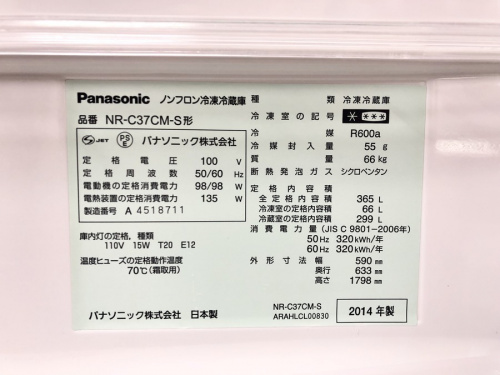 Panasonic ノンフロン冷凍冷蔵庫
品番 NR-C37CM-S形
S JET PS E パナソニック株式会社
定格電圧 100 V
定格周波数 50/60 Hz
電動機の定格消費電力 98/98 W
電熱装置の定格消費電力 135 W
製造番号 A 4518711
庫内灯の定格, 種類
110V 15W T20 E12
温度ヒューズの定格動作温度
70℃(霜取用)
パナソニック株式会社 日本製
種類 冷凍冷蔵庫
冷凍室の記号 * ***
冷媒 R600a
冷媒封入量 55 g
質量 66 kg
断熱発泡ガス シクロペンタン
定格内容積
全定格内容積 365 L
冷凍室の定格内容積 66 L
冷蔵室の定格内容積 299 L
消費電力量(JIS C 9801-2006年)
50 Hz 320 kWh/年
60 Hz 320 kWh/年
外形寸法 幅 590 mm
奥行 633 mm
高さ 1798 mm
NR-C37CM-S
ARAHLCL00830
2014 年製